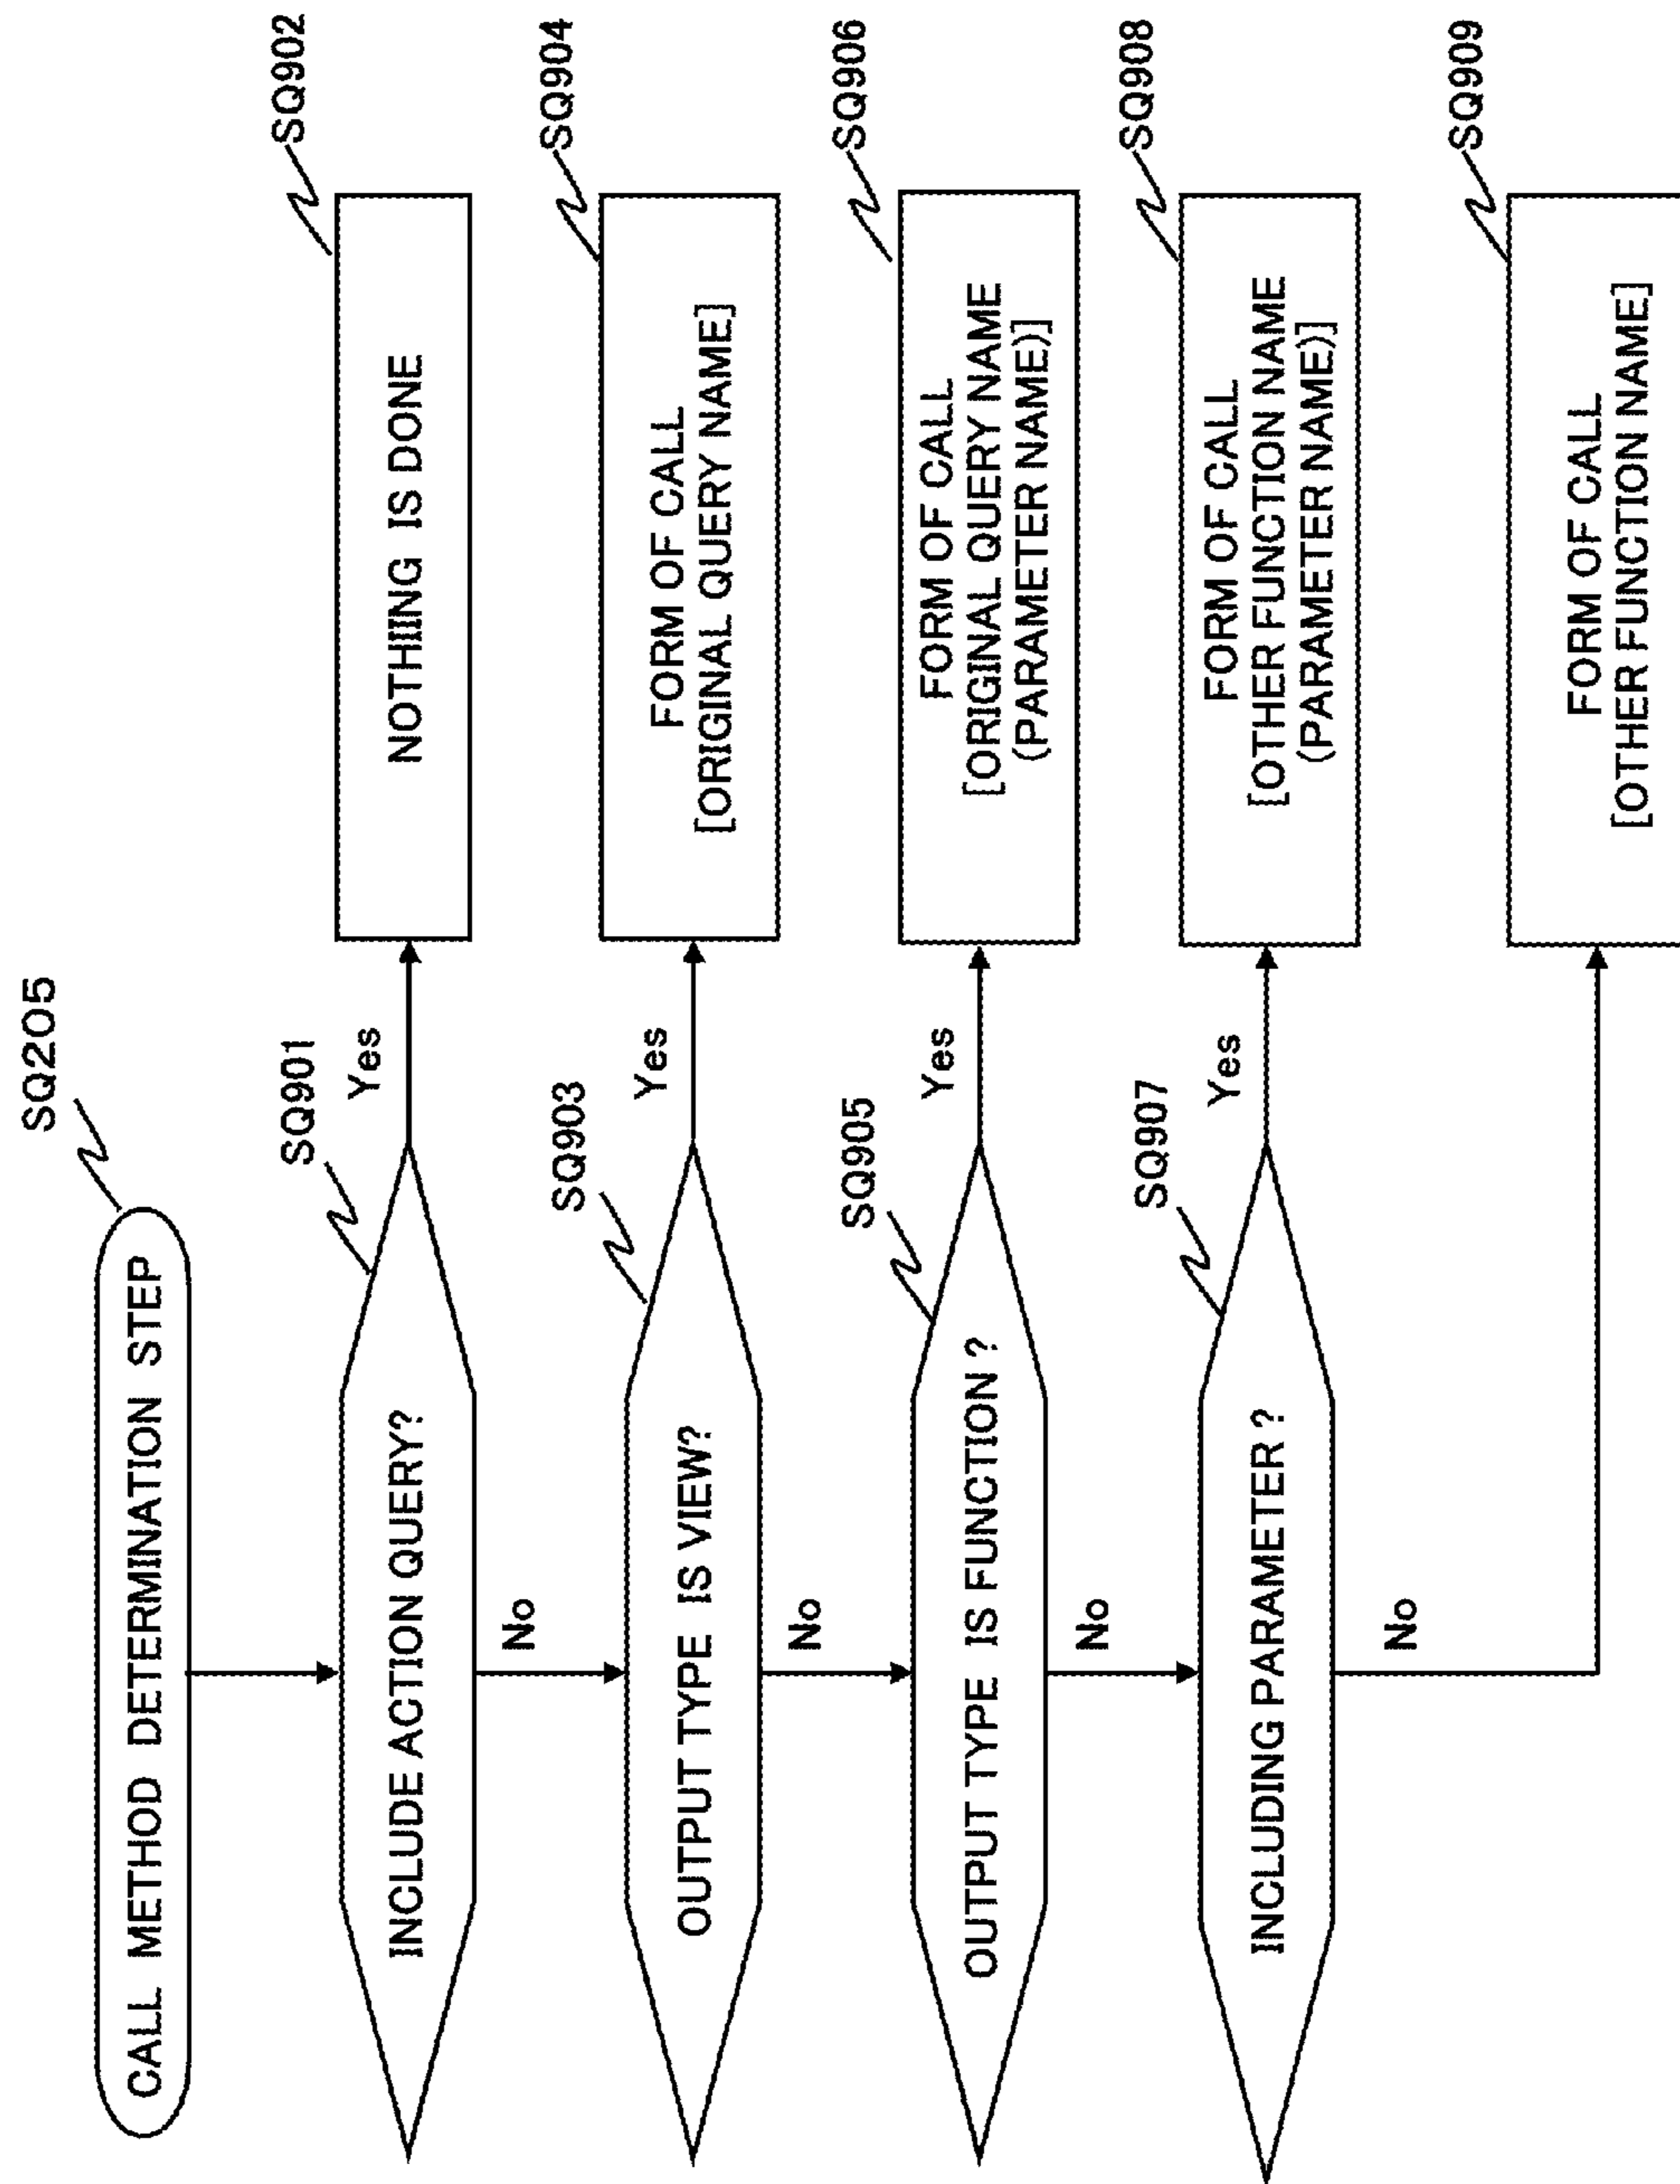 SQ205
CALL METHOD DETERMINATION STEP
SQ901
INCLUDE ACTION QUERY?
Yes
SQ902
NOTHIING IS DONE
No
SQ903
OUTPUT TYPE IS VIEW?
Yes
SQ904
FORM OF CALL
[ORIGINAL QUERY NAME]
No
SQ905
OUTPUT TYPE IS FUNCTION ?
Yes
SQ906
FORM OF CALL
[ORIGINAL QUERY NAME
(PARAMETER NAME)]
No
SQ907
INCLUDING PARAMETER ?
Yes
SQ908
FORM OF CALL
[OTHER FUNCTION NAME
(PARAMETER NAME)]
No
SQ909
FORM OF CALL
[OTHER FUNCTION NAME]